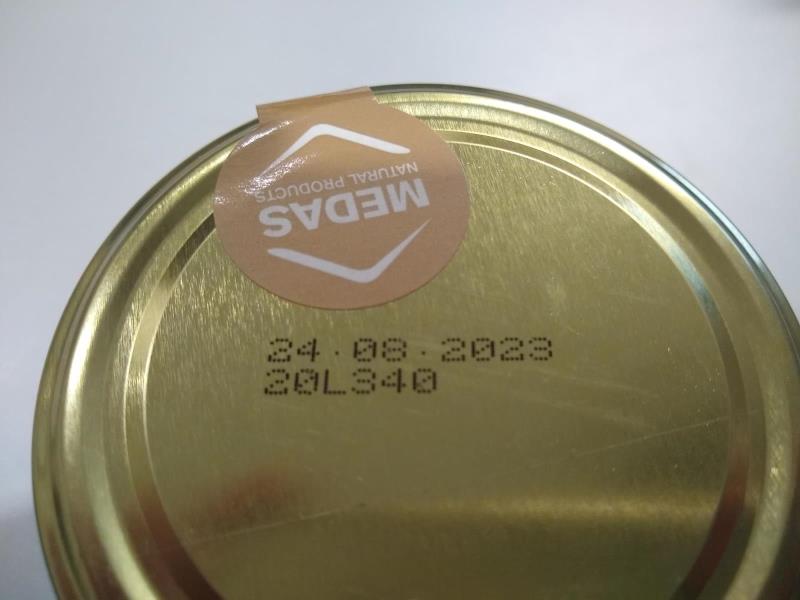 MEDAS
NATURAL PRODUCTS
24.08.2023
20L340